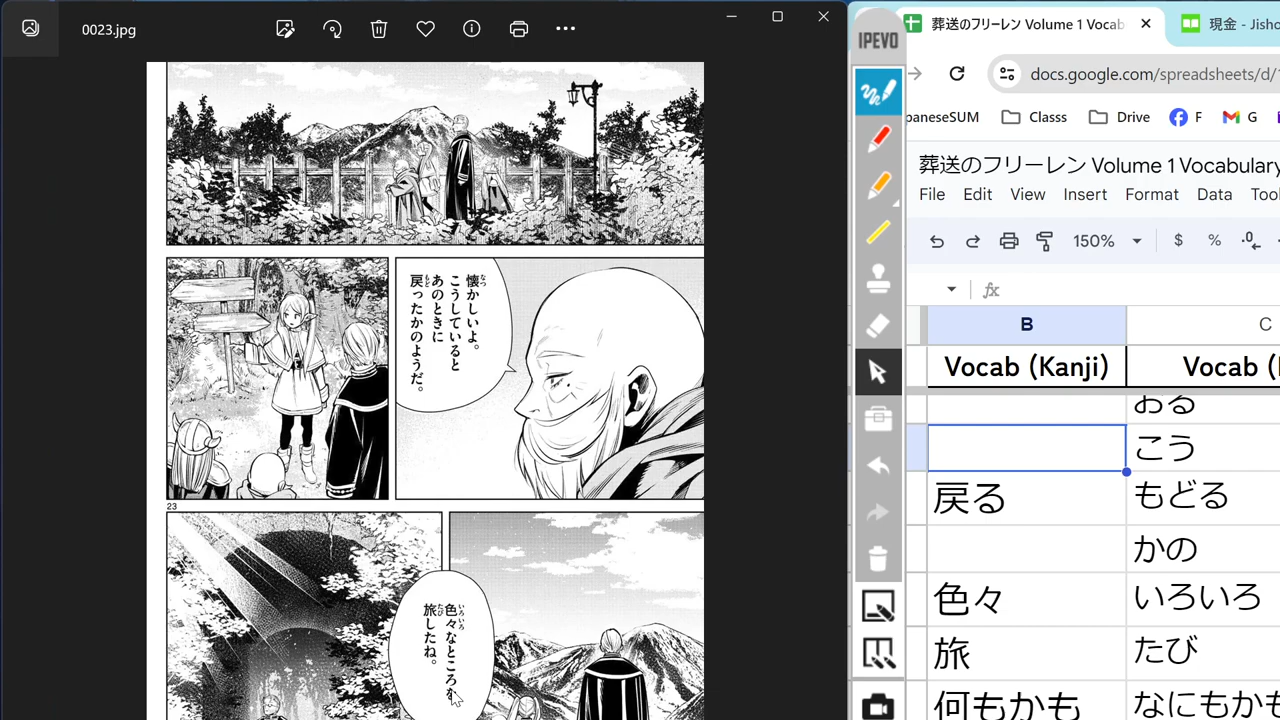 0023.jpg
懐かしいよ。
こうしていると
あのときに
戻ったかのようだ。
23
色々なところを
旅したね。
IPEVO
葬送のフリーレン Volume 1 Vocab
現金 - Jisho
docs.google.com/spreadsheets/d/
paneseSUM
Classs
Drive
F
G
葬送のフリーレン Volume 1 Vocabulary
File Edit View Insert Format Data Too
150%
$ % .0
fx
B C
Vocab (Kanji) Vocab (
おる
こう
戻る もどる
かの
色々 いろいろ
旅 たび
何もかも なにもかも